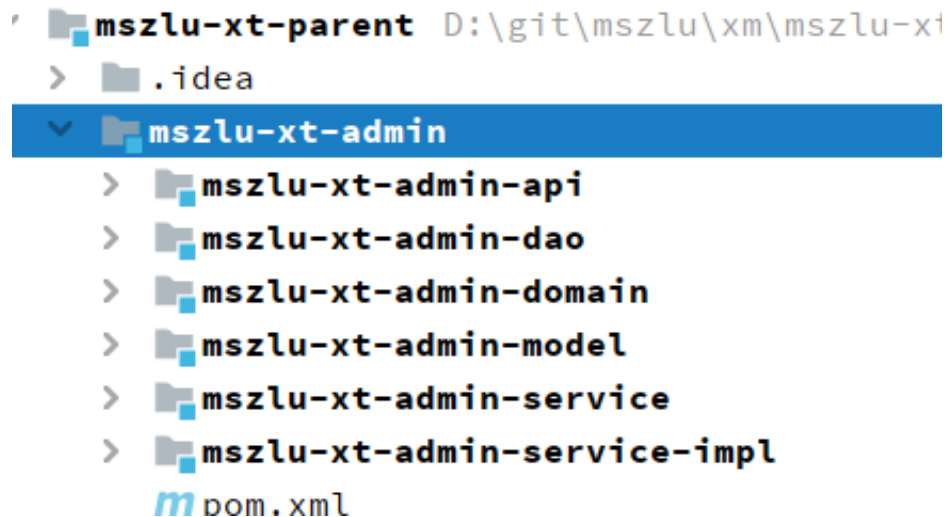 mszlu-xt-parent D:\git\mszlu\xm\mszlu-xt
.idea
mszlu-xt-admin
mszlu-xt-admin-api
mszlu-xt-admin-dao
mszlu-xt-admin-domain
mszlu-xt-admin-model
mszlu-xt-admin-service
mszlu-xt-admin-service-impl
m pom.xml